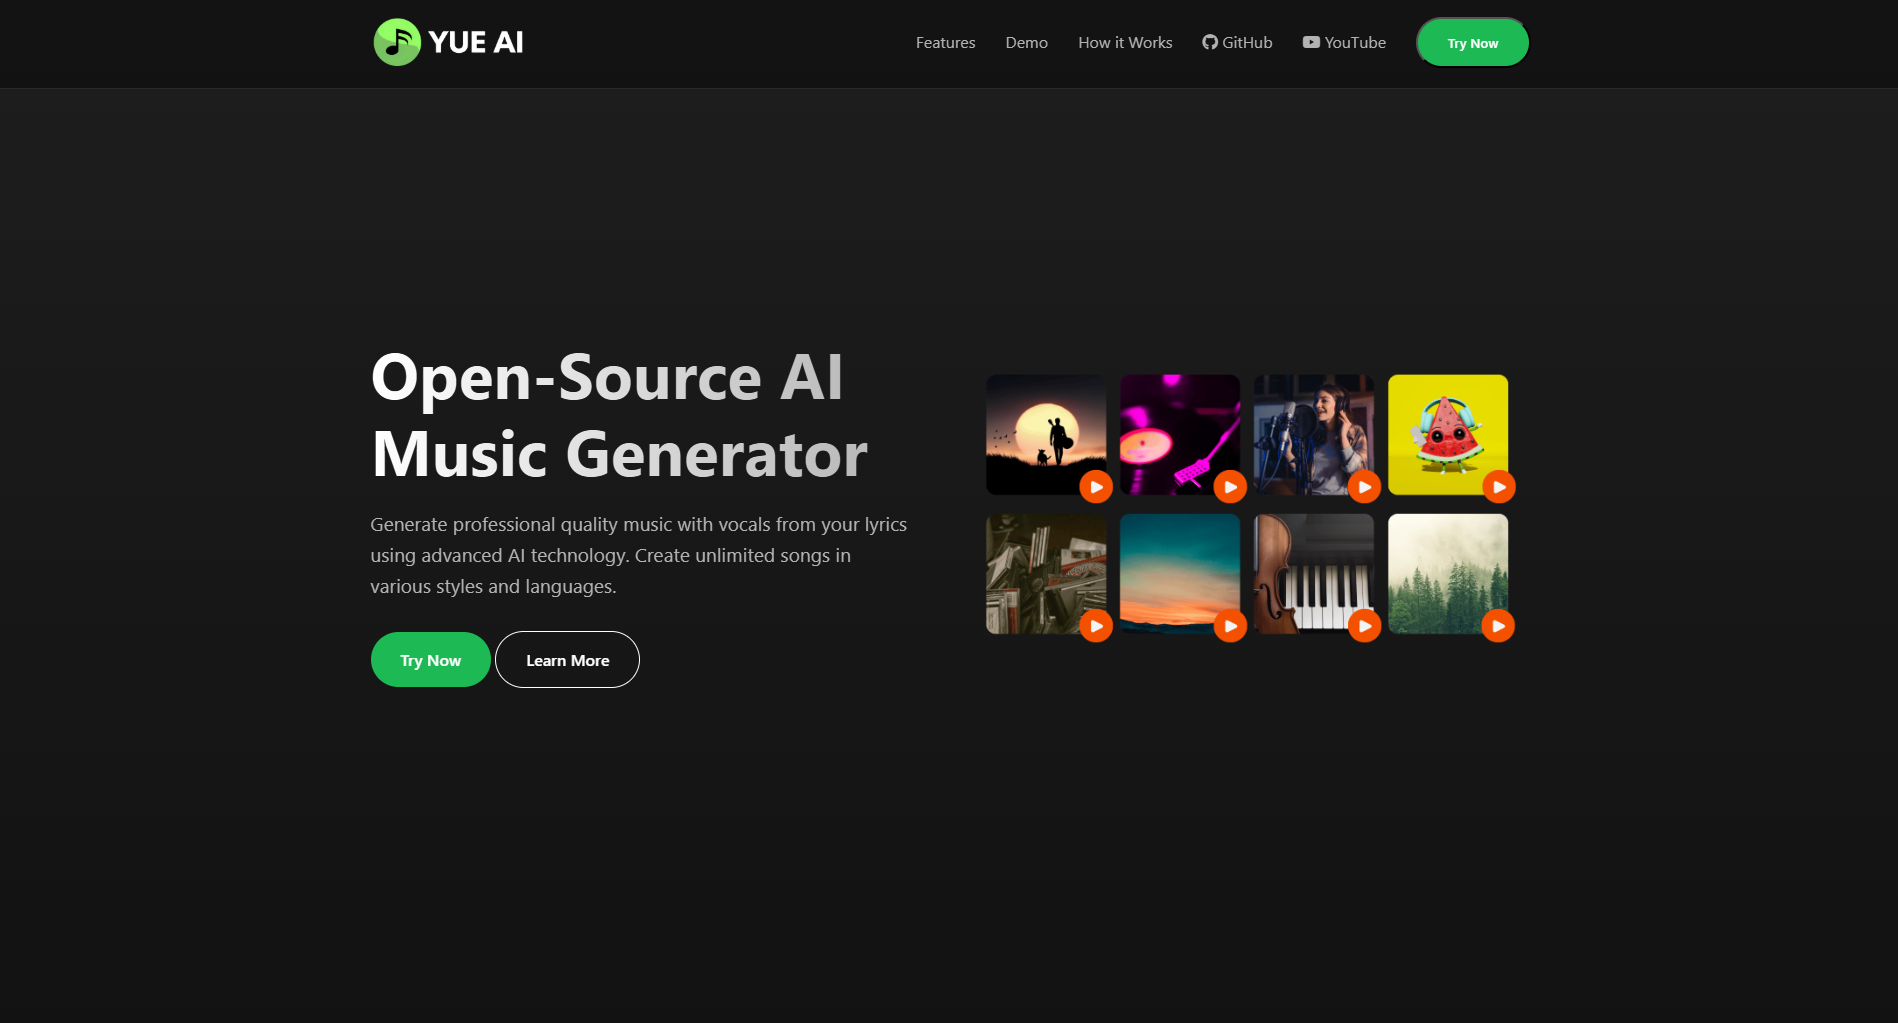 YUE AI
Features
Demo
How it Works
GitHub
YouTube
Try Now
Open-Source AI
Music Generator
Generate professional quality music with vocals from your lyrics
using advanced AI technology. Create unlimited songs in
various styles and languages.
Try Now
Learn More